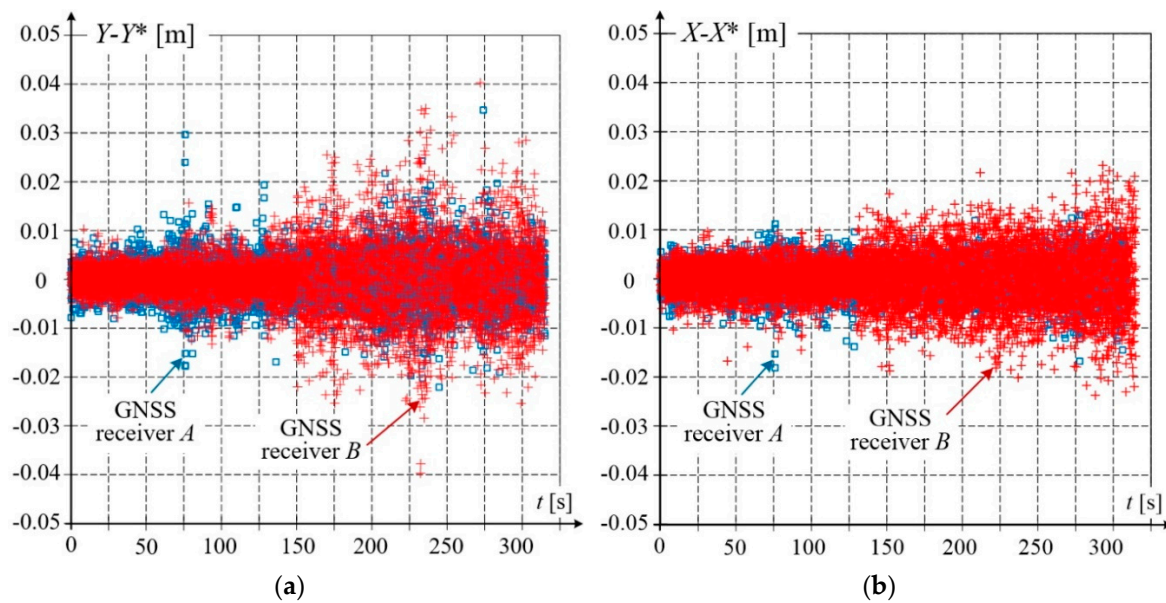 Y-Y* [m]
0.05
0.04
0.03
0.02
0.01
0
-0.01
-0.02
-0.03
-0.04
-0.05
GNSS
receiver A
GNSS
receiver B
t [s]
0 50 100 150 200 250 300
(a)
X-X* [m]
0.05
0.04
0.03
0.02
0.01
0
-0.01
-0.02
-0.03
-0.04
-0.05
GNSS
receiver A
GNSS
receiver B
t [s]
0 50 100 150 200 250 300
(b)